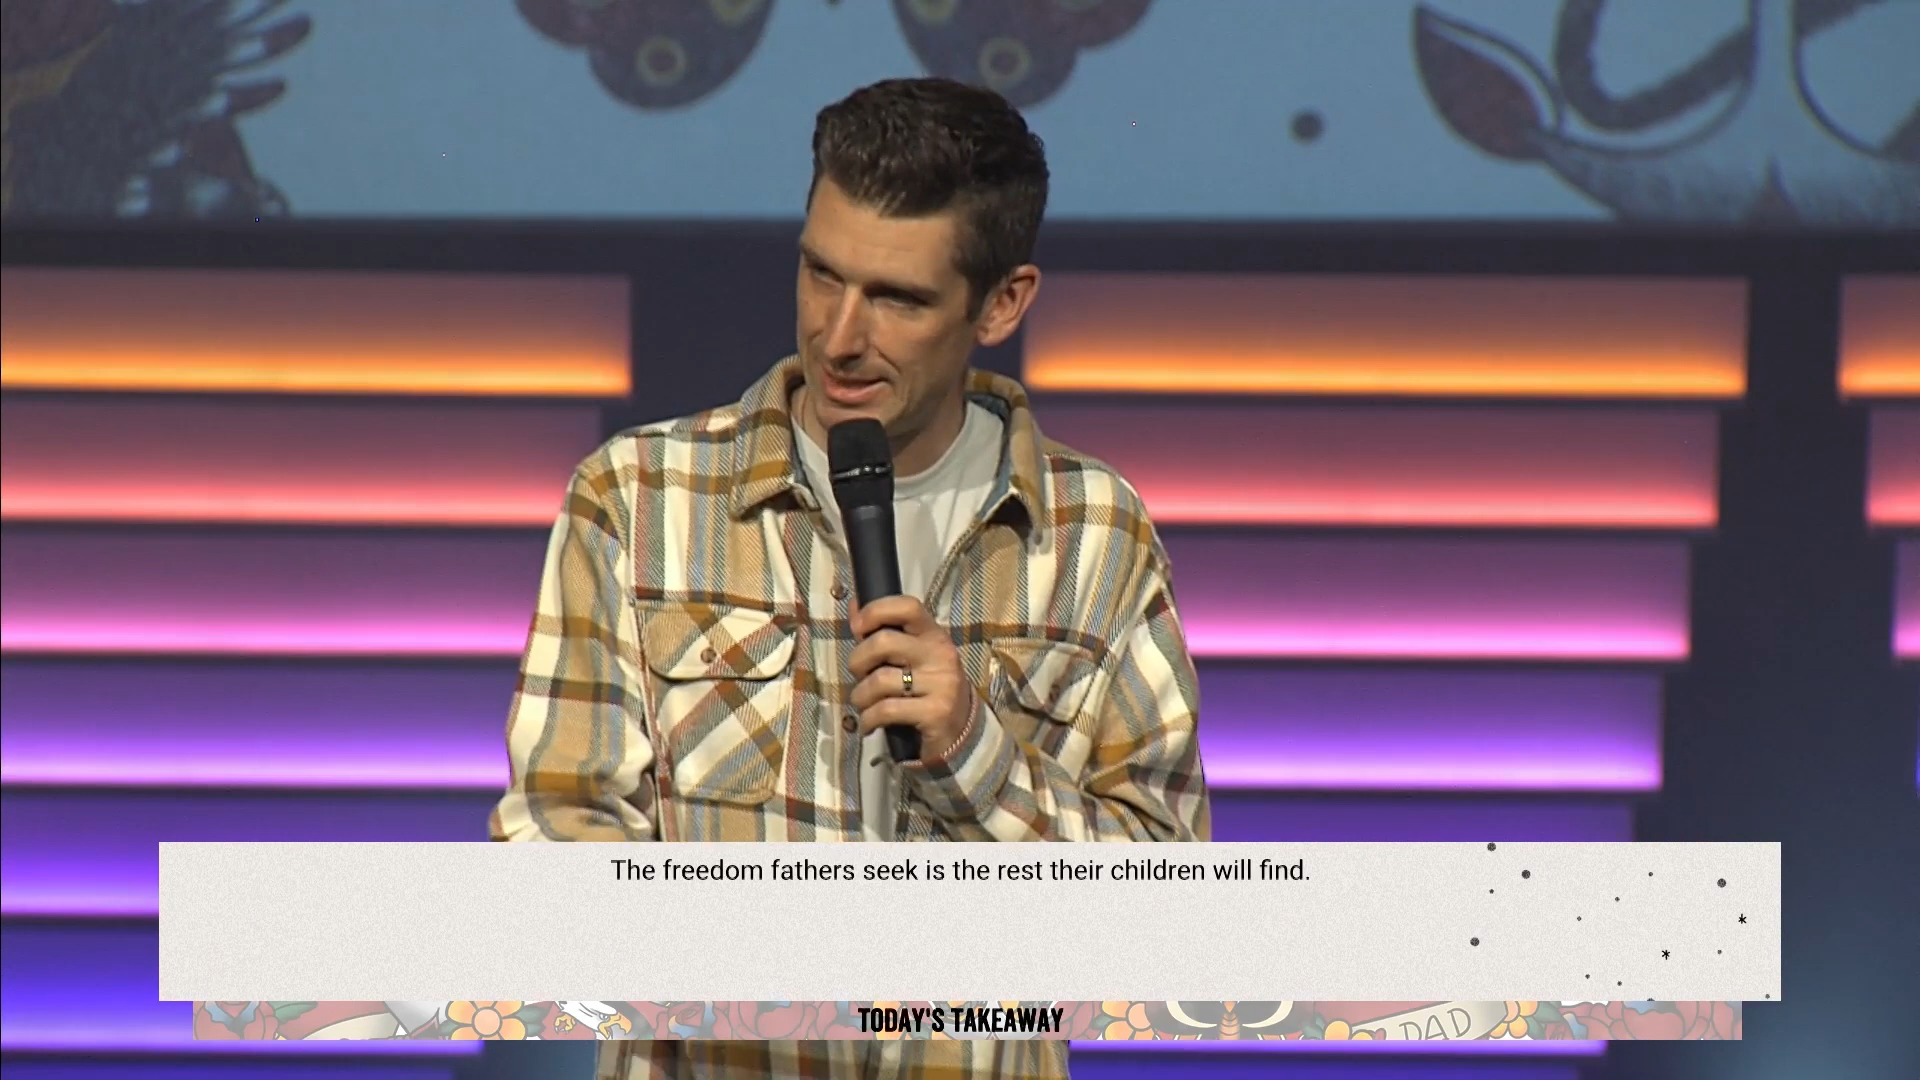 The freedom fathers seek is the rest their children will find.
TODAY'S TAKEAWAY
DAD